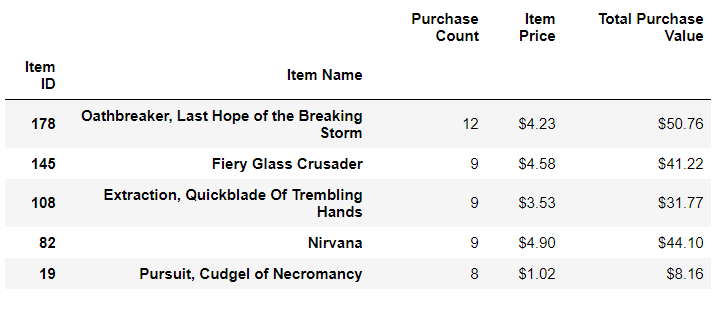 Purchase Item Total Purchase
Count Price Value
Item
ID Item Name
178 Oathbreaker, Last Hope of the Breaking Storm 12 $4.23 $50.76
145 Fiery Glass Crusader 9 $4.58 $41.22
108 Extraction, Quickblade Of Trembling Hands 9 $3.53 $31.77
82 Nirvana 9 $4.90 $44.10
19 Pursuit, Cudgel of Necromancy 8 $1.02 $8.16